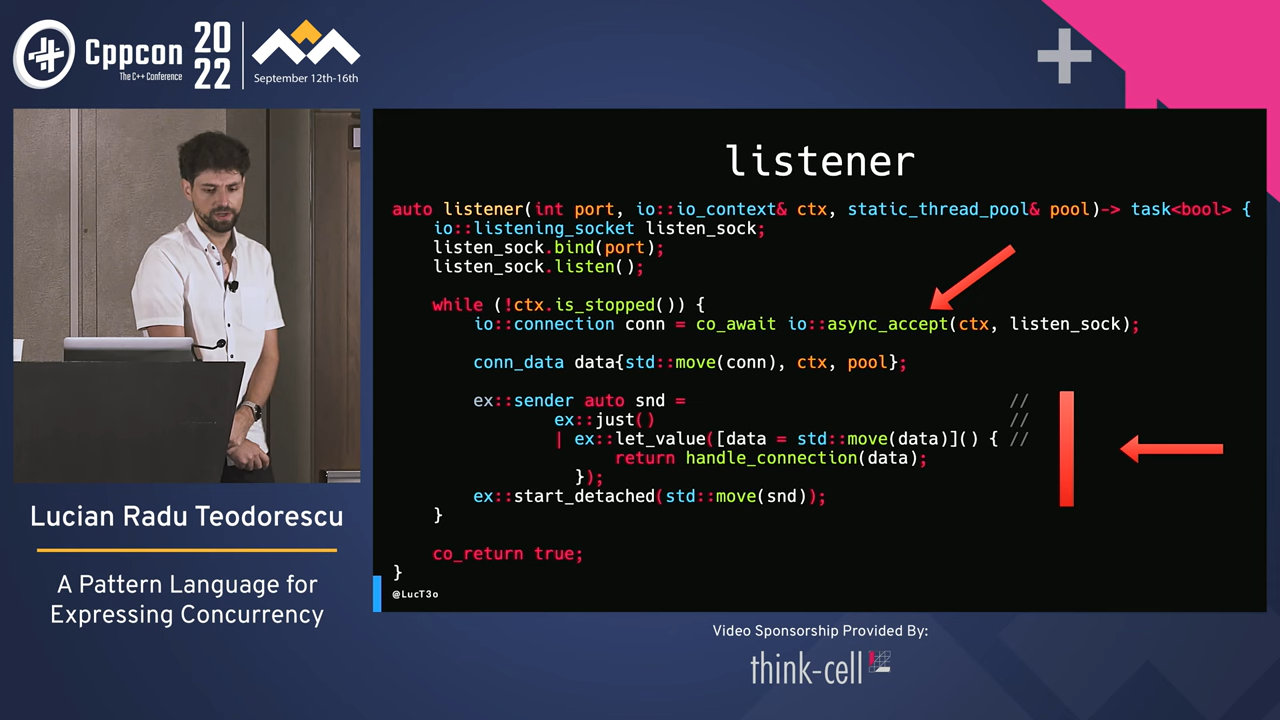 Cppcon
The C++ Conference
20
22
September 12th-16th
listener
auto listener(int port, io::io_context& ctx, static_thread_pool& pool)-> task<bool> {
    io::listening_socket listen_sock;
    listen_sock.bind(port);
    listen_sock.listen();
    while (!ctx.is_stopped()) {
        io::connection conn = co_await io::async_accept(ctx, listen_sock);
        conn_data data{std::move(conn), ctx, pool};
        ex::sender auto snd =                                //
                ex::just()                                   //
                | ex::let_value([data = std::move(data)]() { //
                      return handle_connection(data);
                  });
        ex::start_detached(std::move(snd));
    }
    co_return true;
}
@LucT3o
Lucian Radu Teodorescu
A Pattern Language for
Expressing Concurrency
Video Sponsorship Provided By:
think-cell